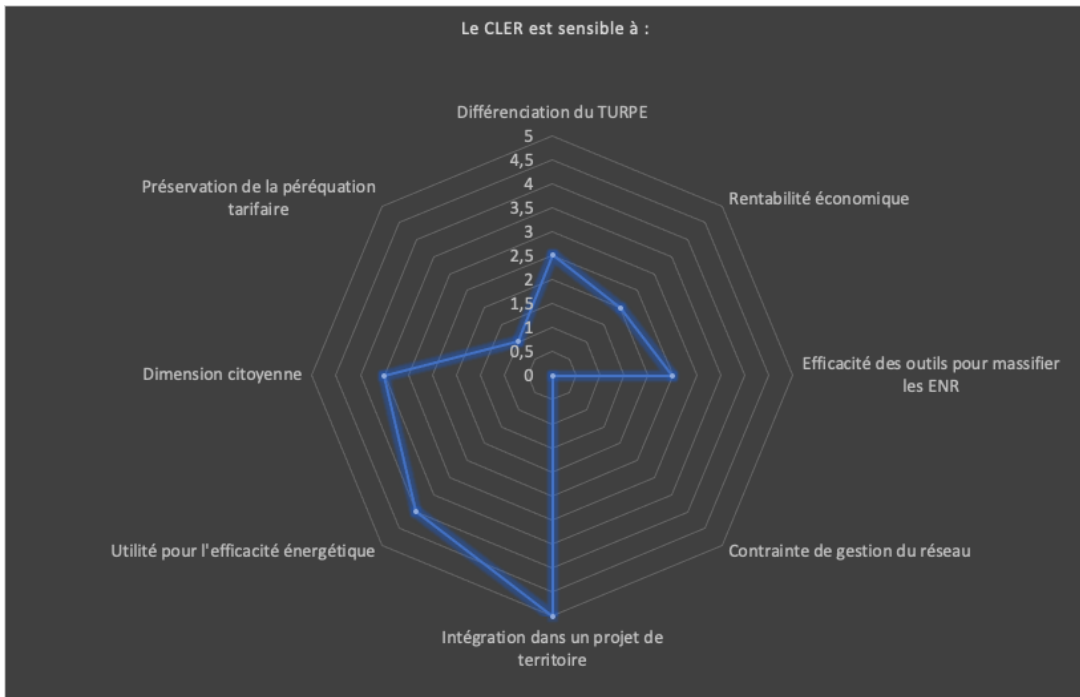 Le CLER est sensible à :
Différenciation du TURPE
5
4,5
4
3,5
3
2,5
2
1,5
1
0,5
0
Rentabilité économique
Efficacité des outils pour massifier
les ENR
Contrainte de gestion du réseau
Intégration dans un projet de
territoire
Utilité pour l'efficacité énergétique
Dimension citoyenne
Préservation de la péréquation
tarifaire